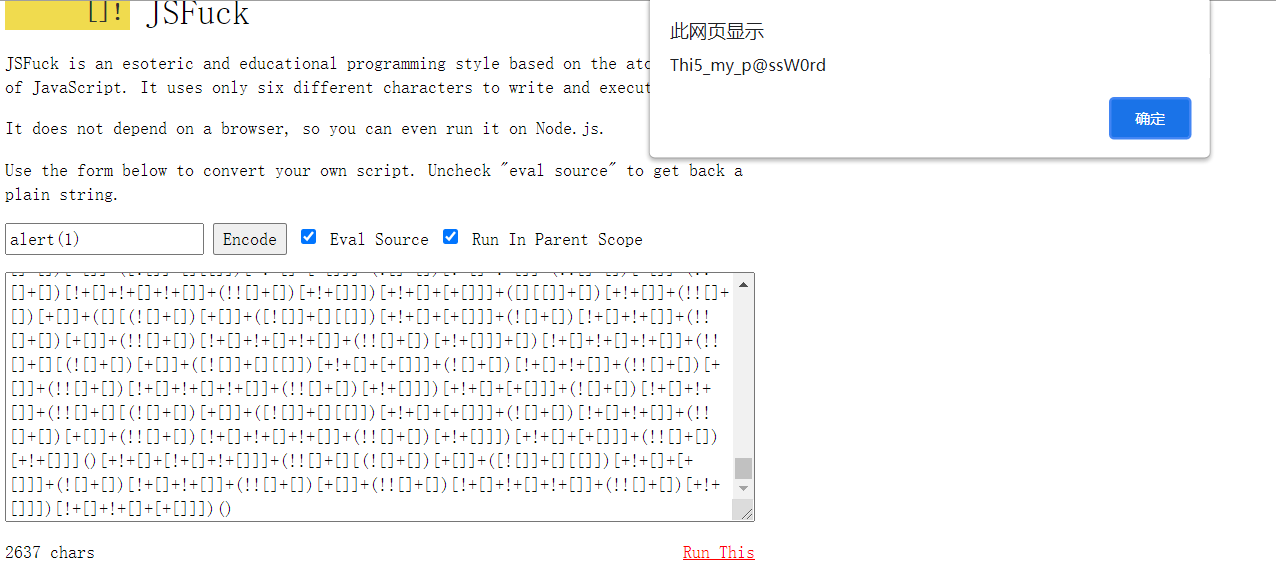 []!
JSFuck
JSFuck is an esoteric and educational programming style based on the ato
of JavaScript. It uses only six different characters to write and execut
It does not depend on a browser, so you can even run it on Node.js.
Use the form below to convert your own script. Uncheck "eval source" to get back a
plain string.
此网页显示
Thi5_my_p@ssW0rd
确定
alert(1)
Encode
Eval Source
Run In Parent Scope
[]+[])[!+[]+!+[]+!+[]]+(!![]+[])[+!+[]]])[+!+[]+[+[]]]+([][[]]+[])[+!+[]]+(!![]+
[])[+[]]+([][(![]+[])[+[]]+([![]]+[][[]])[+!+[]+[+[]]]+(![]+[])[!+[]+!+[]]+(!!
[]+[])[+[]]+(!![]+[])[!+[]+!+[]+!+[]]+(!![]+[])[+!+[]]]+[])[!+[]+!+[]+!+[]]+(!!
[]+[][(![]+[])[+[]]+([![]]+[][[]])[+!+[]+[+[]]]+(![]+[])[!+[]+!+[]]+(!![]+[])[+
[]]+(!![]+[])[!+[]+!+[]+!+[]]+(!![]+[])[+!+[]]])[+!+[]+[+[]]]+(![]+[])[!+[]+!+
[]]+(!![]+[][(![]+[])[+[]]+([![]]+[][[]])[+!+[]+[+[]]]+(![]+[])[!+[]+!+[]]+(!!
[]+[])[+[]]+(!![]+[])[!+[]+!+[]+!+[]]+(!![]+[])[+!+[]]])[+!+[]+[+[]]]+(!![]+[])
[+!+[]]]()[+!+[]+[!+[]+!+[]]]+(!![]+[][(![]+[])[+[]]+([![]]+[][[]])[+!+[]+[+
[]]]+(![]+[])[!+[]+!+[]]+(!![]+[])[+[]]+(!![]+[])[!+[]+!+[]+!+[]]+(!![]+[])[+!+
[]]])[!+[]+!+[]+[+[]]])()
2637 chars
Run This